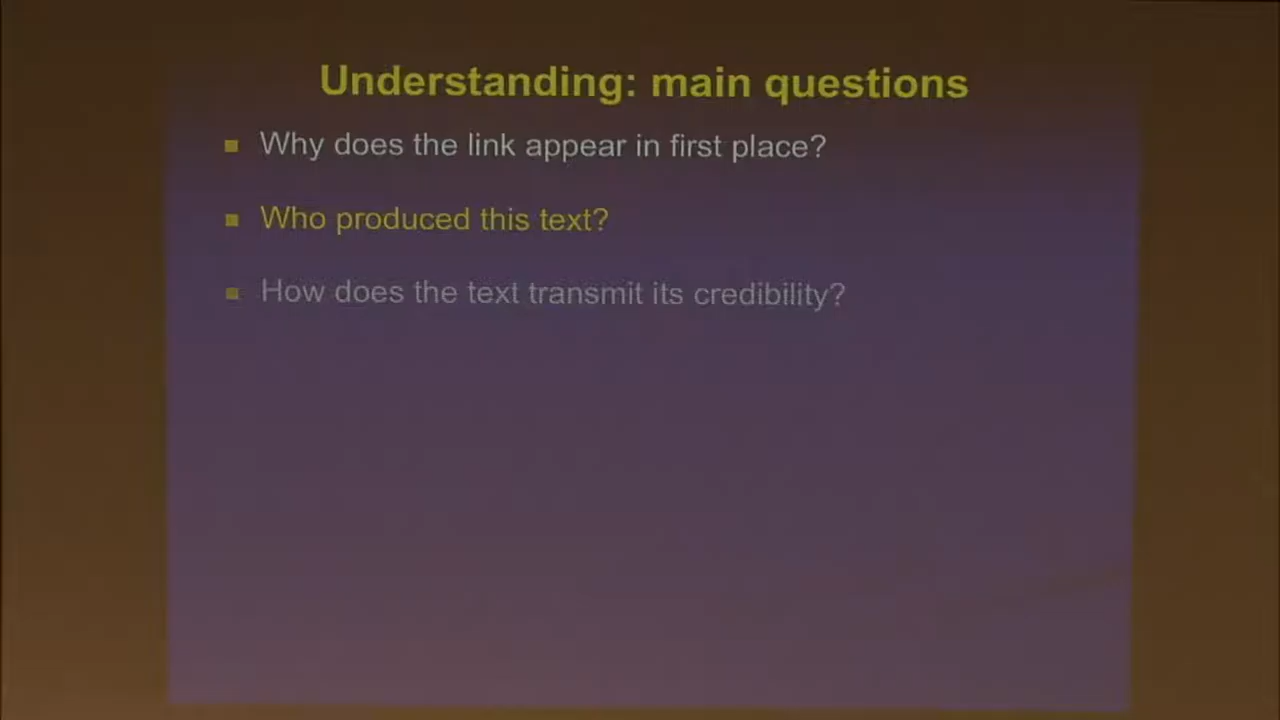 Understanding: main questions
Why does the link appear in first place?
Who produced this text?
How does the text transmit its credibility?